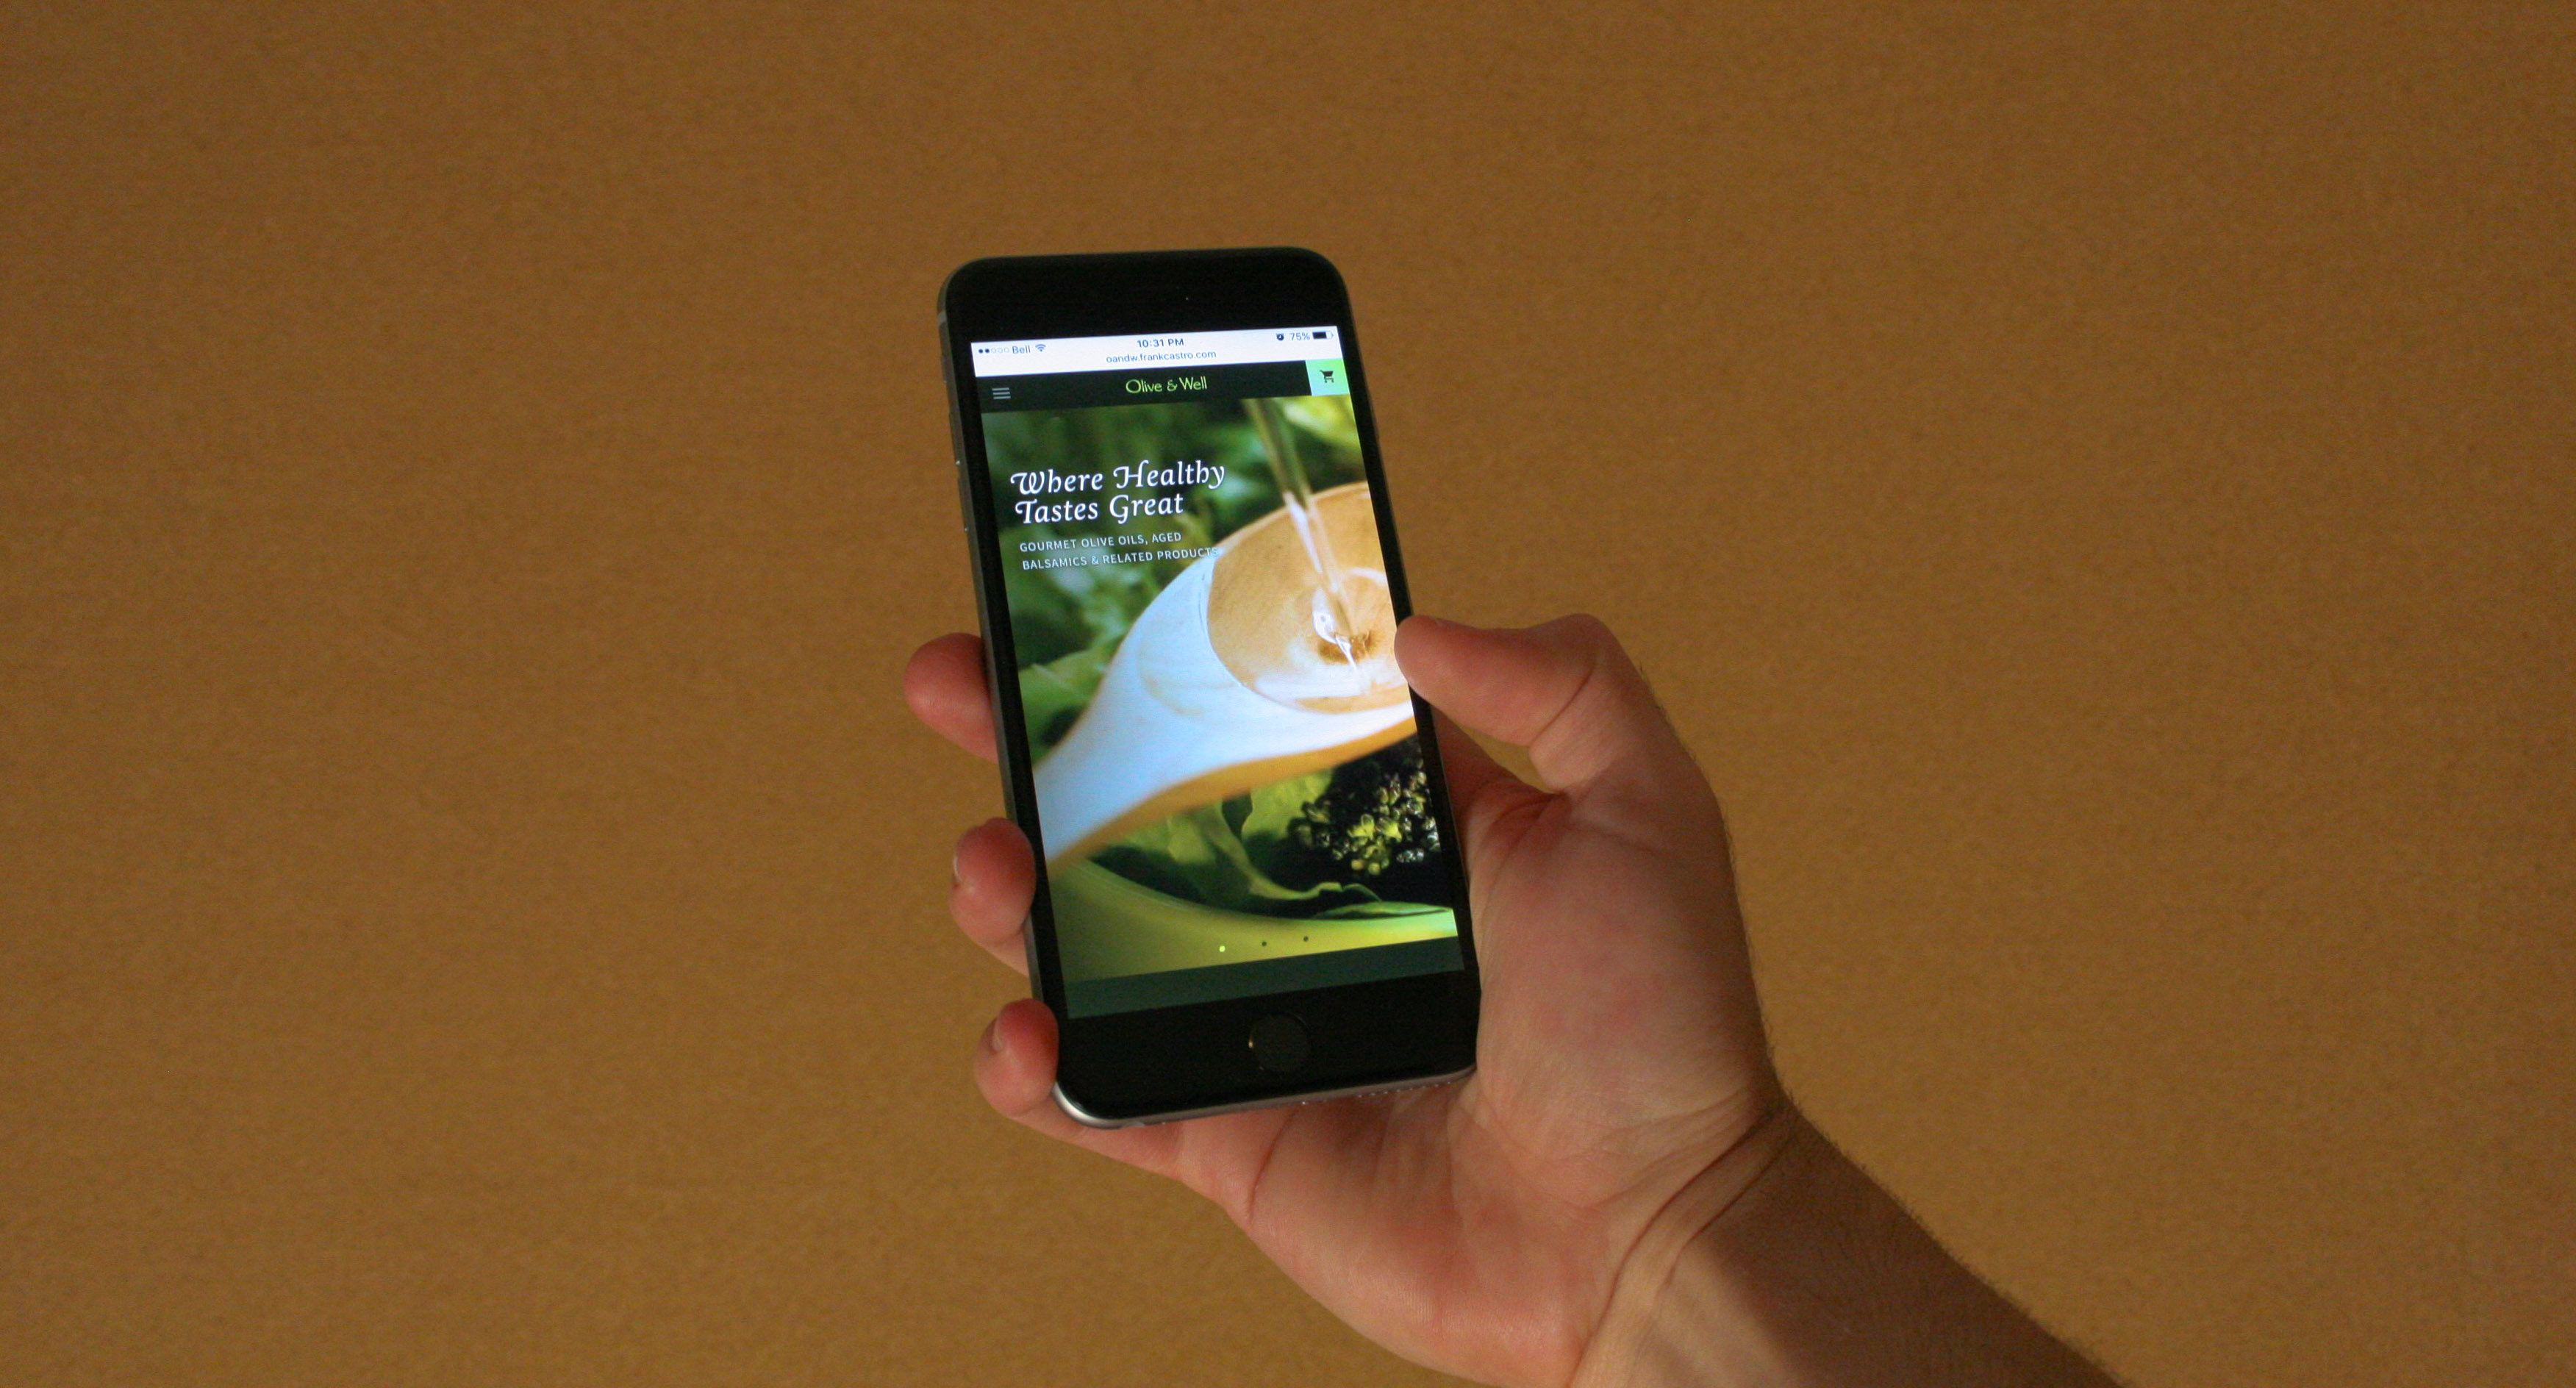 Bell 10:31 PM 75%
oandw.frankcastro.com
Olive & Well
Where Healthy
Tastes Great
GOURMET OLIVE OILS, AGED
BALSAMICS & RELATED PRODUCTS